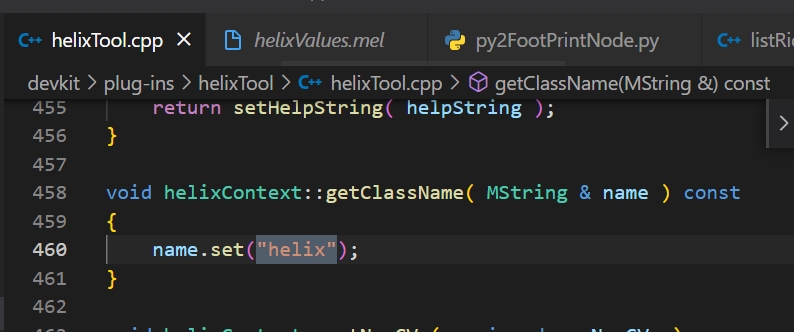 C++ helixTool.cpp × helixValues.mel py2FootPrintNode.py C++ listRi
devkit > plug-ins > helixTool > C++ helixTool.cpp > getClassName(MString &) const
455 return setHelpString( helpString );
456 }
457
458 void helixContext::getClassName( MString & name ) const
459 {
460 name.set("helix");
461 }
462